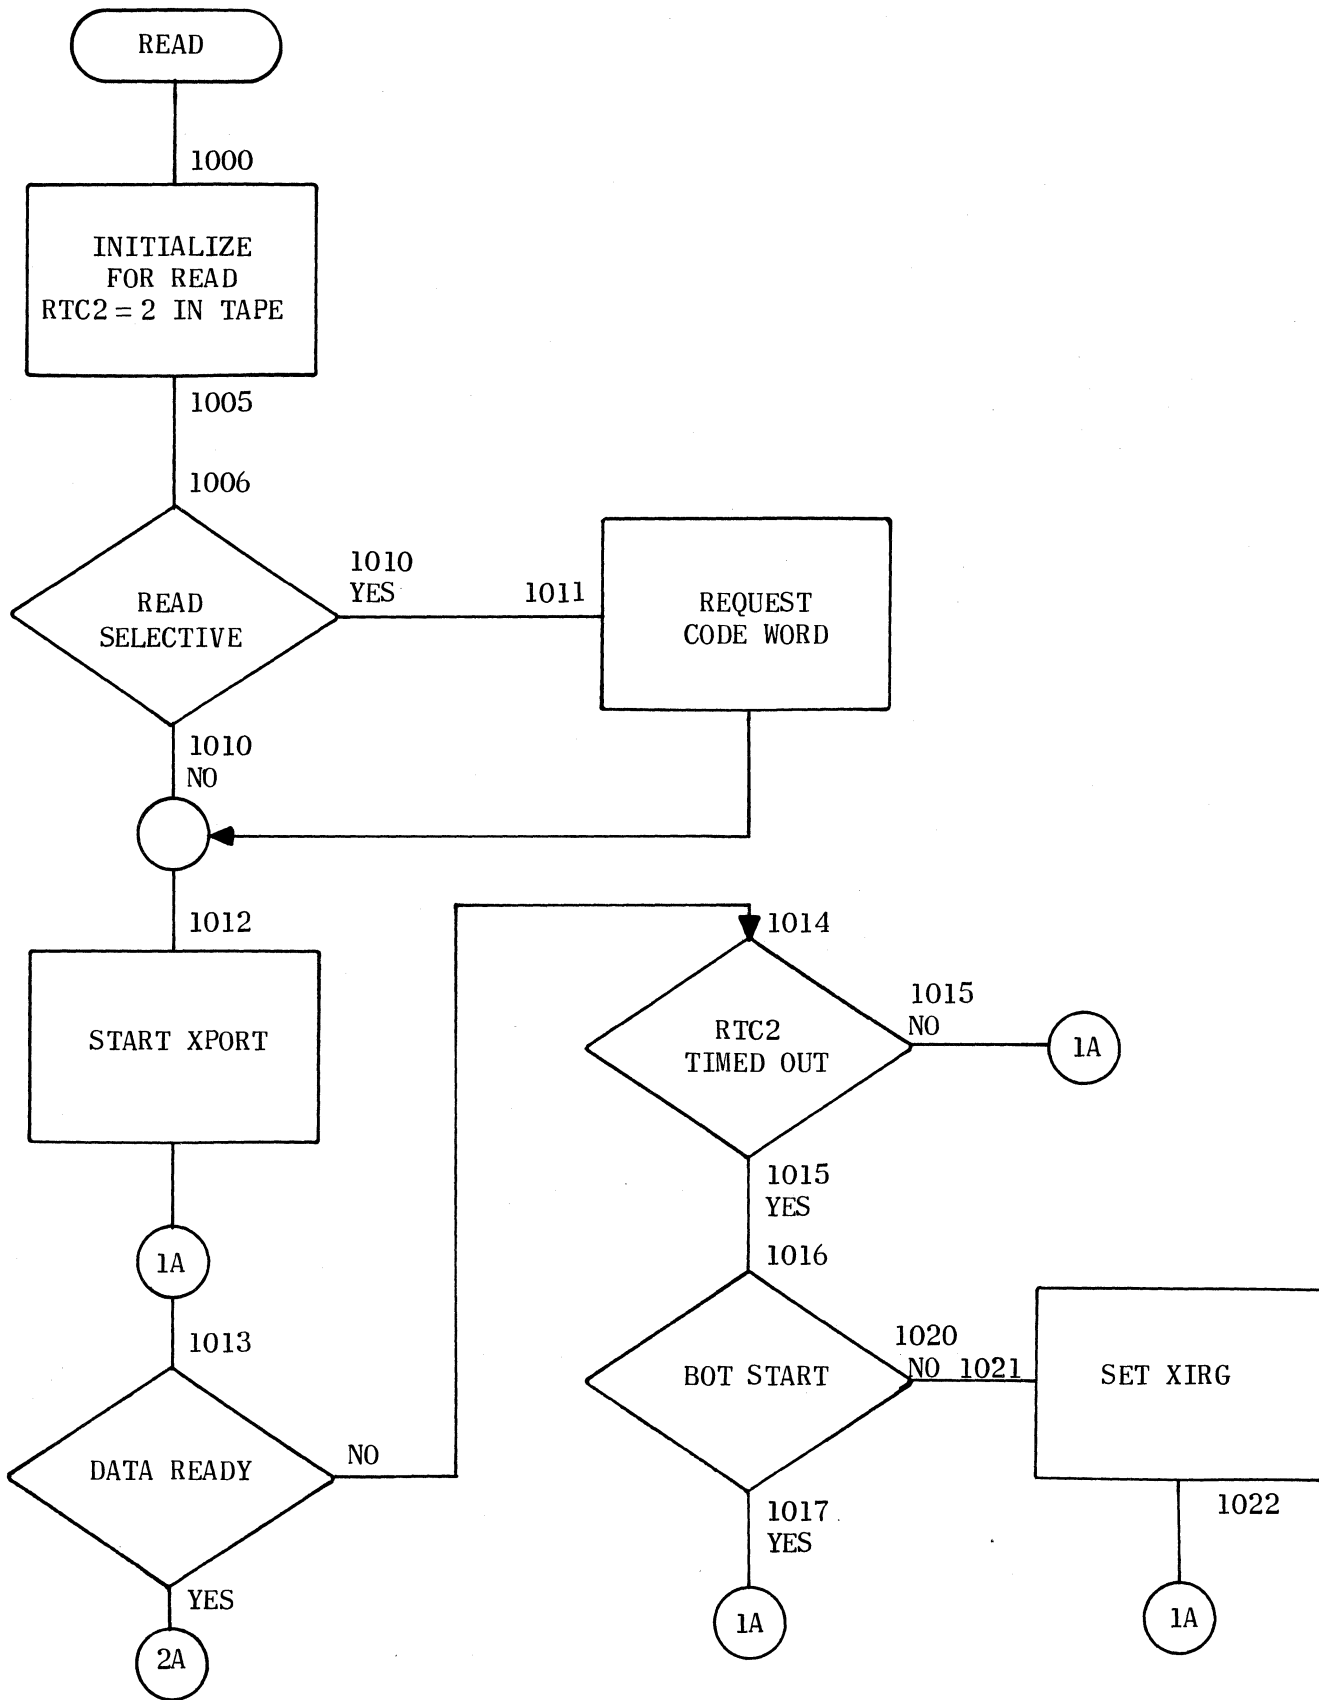 READ
1000
INITIALIZE
FOR READ
RTC2 = 2 IN TAPE
1005
1006
READ
SELECTIVE
1010
YES
1011
REQUEST
CODE WORD
1010
NO
1012
START XPORT
1A
1013
DATA READY
NO
YES
2A
1014
RTC2
TIMED OUT
1015
NO
1A
1015
YES
1016
BOT START
1020
NO 1021
SET XIRG
1022
1A
1017
YES
1A